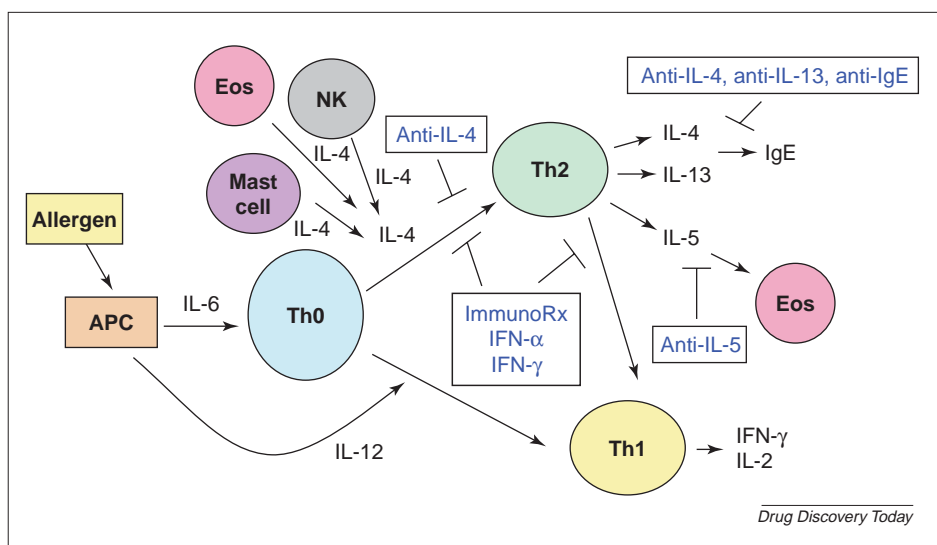 Eos
NK
Anti-IL-4, anti-IL-13, anti-IgE
Anti-IL-4
IL-4
IL-4
Th2
IL-4
IgE
IL-13
Mast
cell
IL-4
IL-4
Allergen
IL-5
Eos
IL-6
APC
Th0
ImmunoRx
IFN-α
IFN-γ
Anti-IL-5
IL-12
Th1
IFN-γ
IL-2
Drug Discovery Today